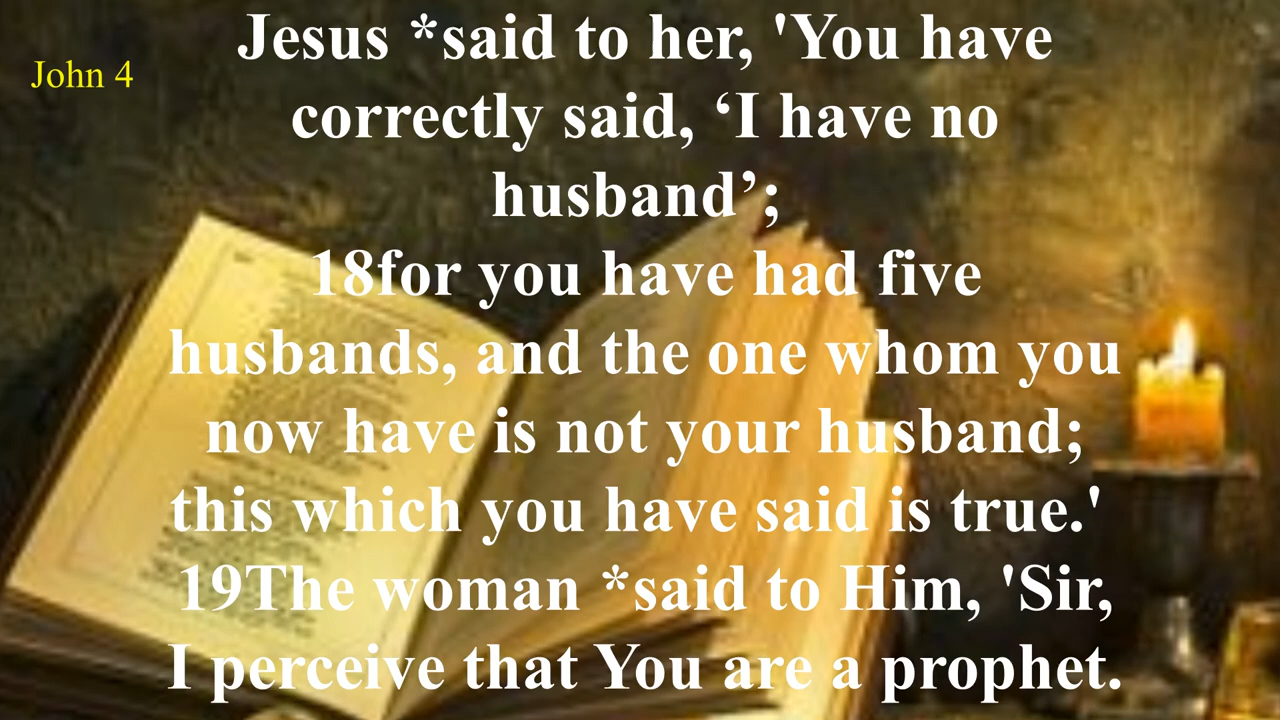 John 4
Jesus *said to her, 'You have
correctly said, ‘I have no
husband’;
18for you have had five
husbands, and the one whom you
now have is not your husband;
this which you have said is true.'
19The woman *said to Him, 'Sir,
I perceive that You are a prophet.